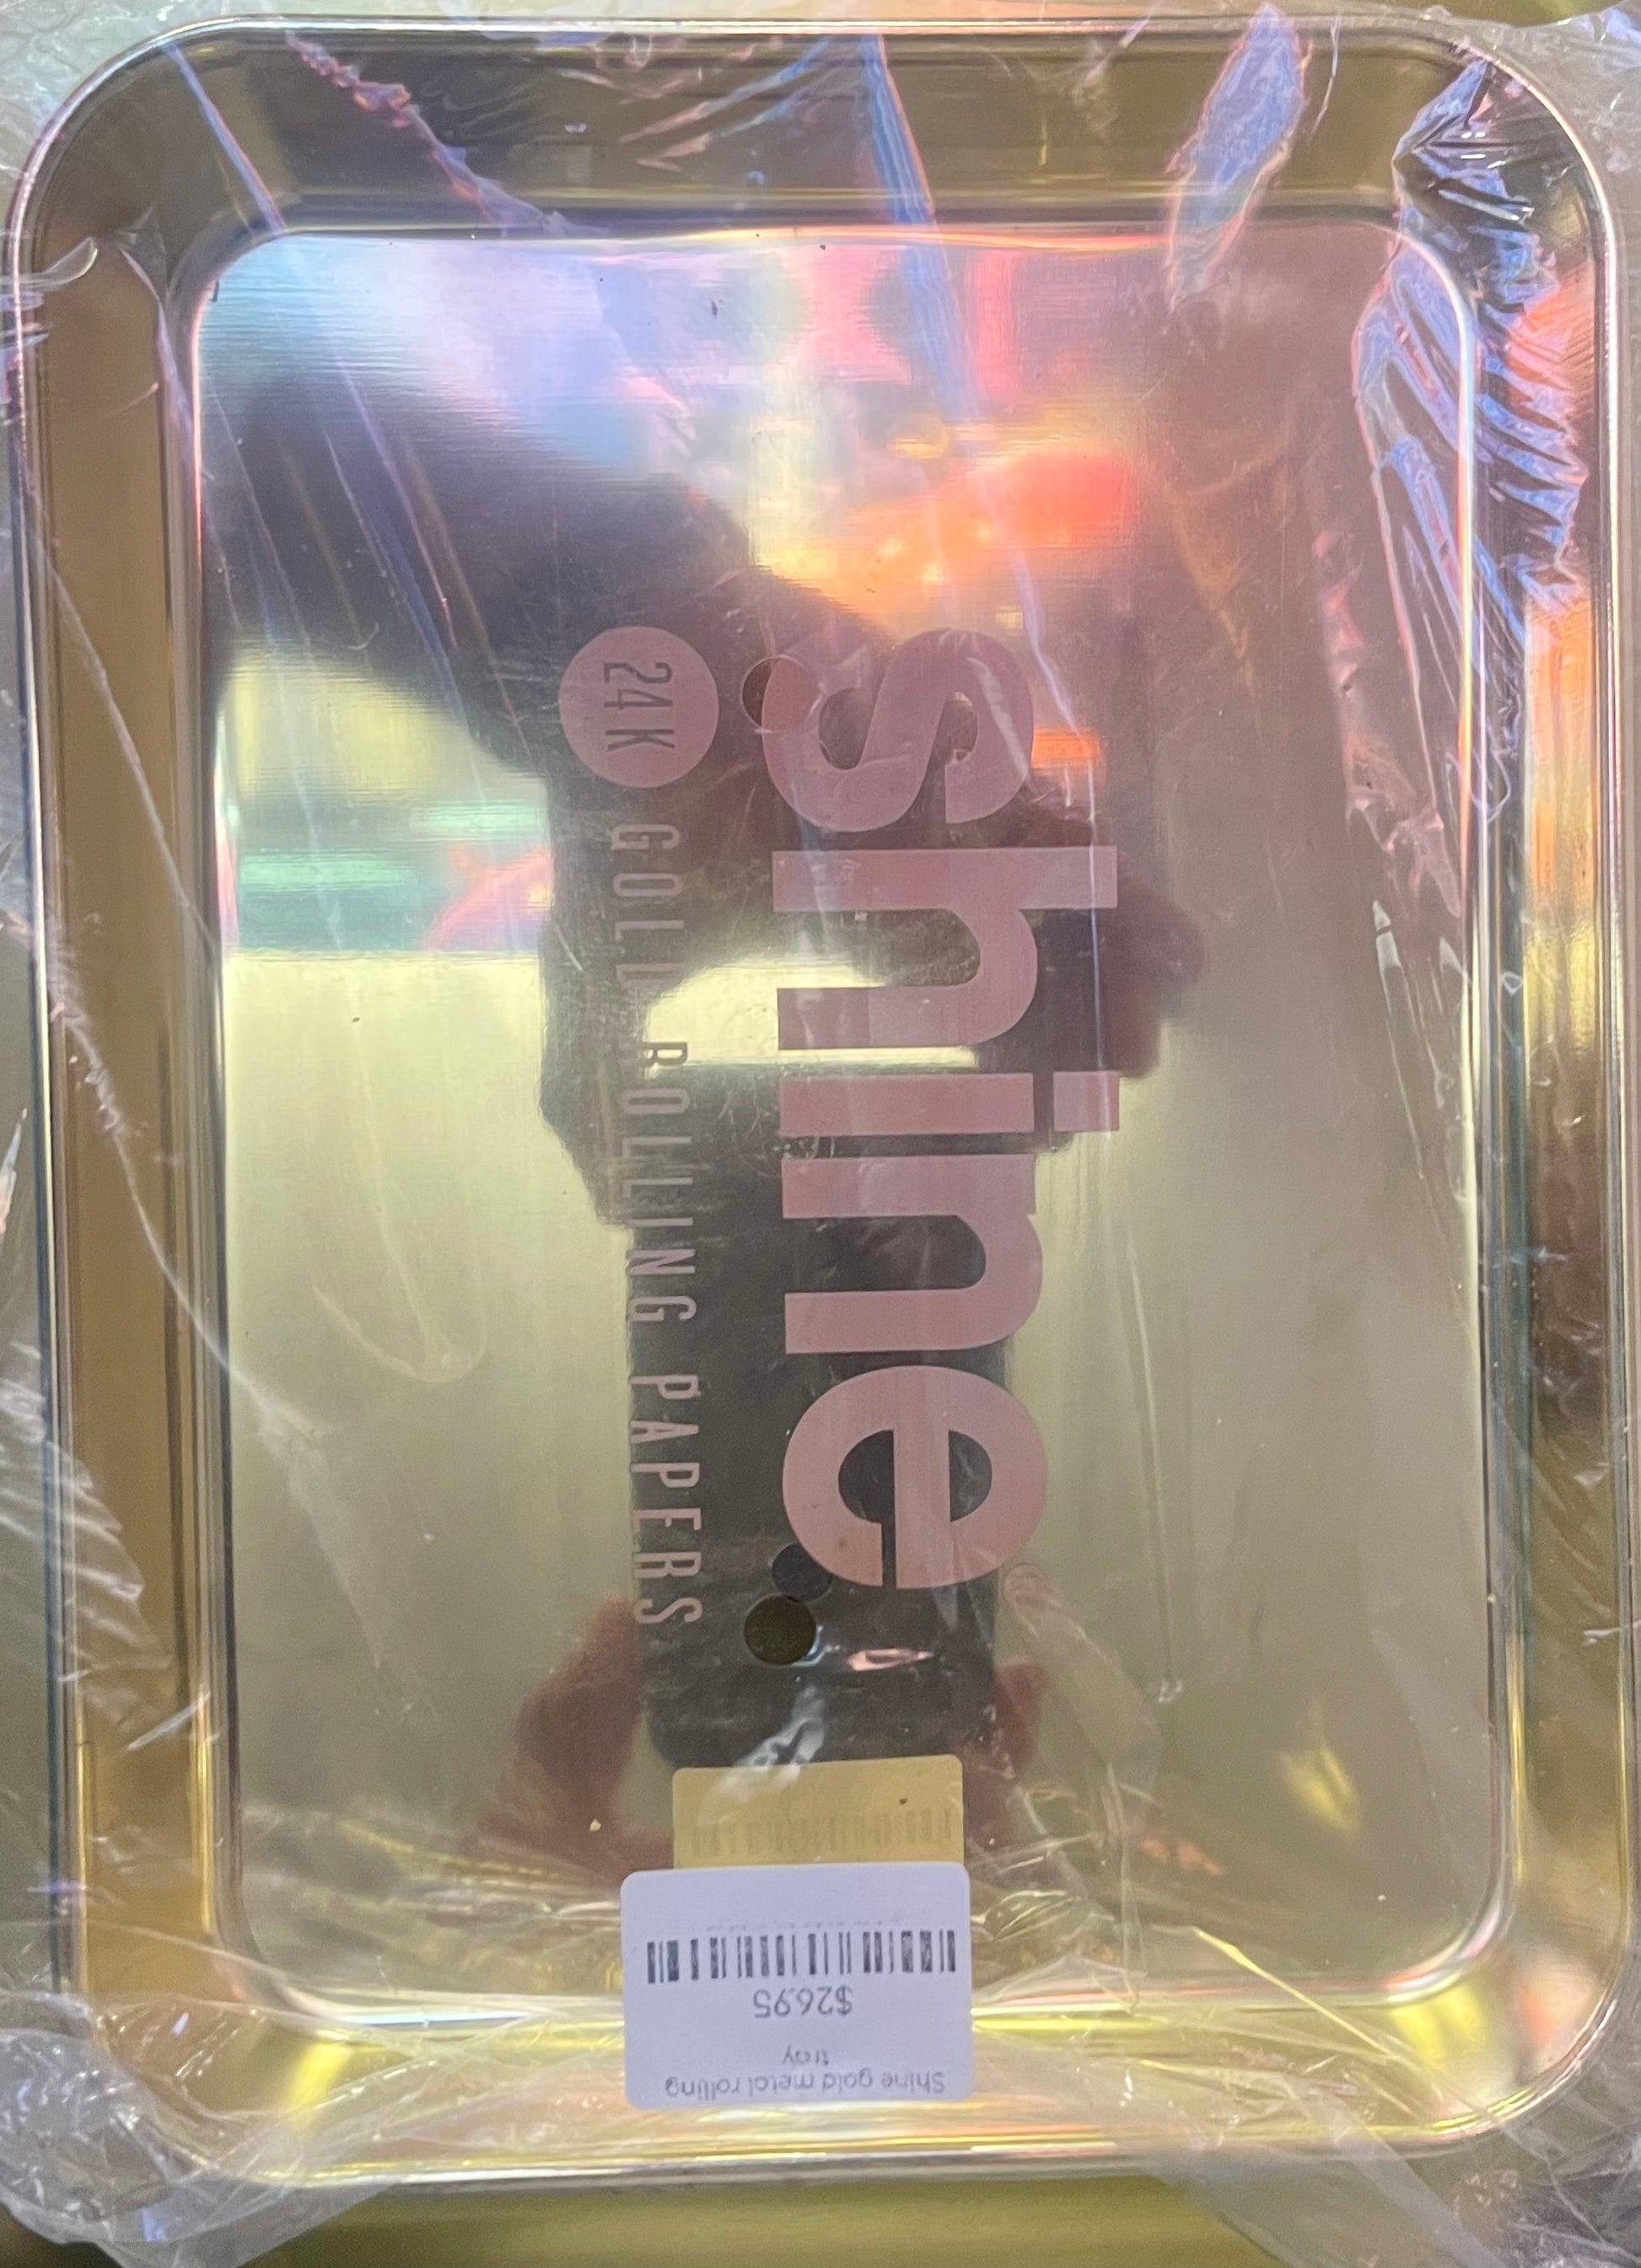 shine
24K GOLD ROLLING PAPERS
Shine gold metal rolling
tray
$26.95